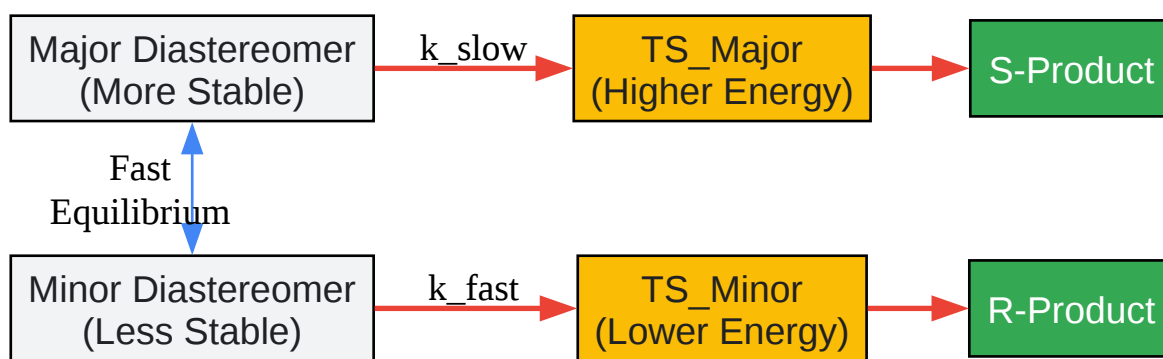 Major Diastereomer
(More Stable)
k_slow
TS_Major
(Higher Energy)
S-Product
Fast
Equilibrium
Minor Diastereomer
(Less Stable)
k_fast
TS_Minor
(Lower Energy)
R-Product